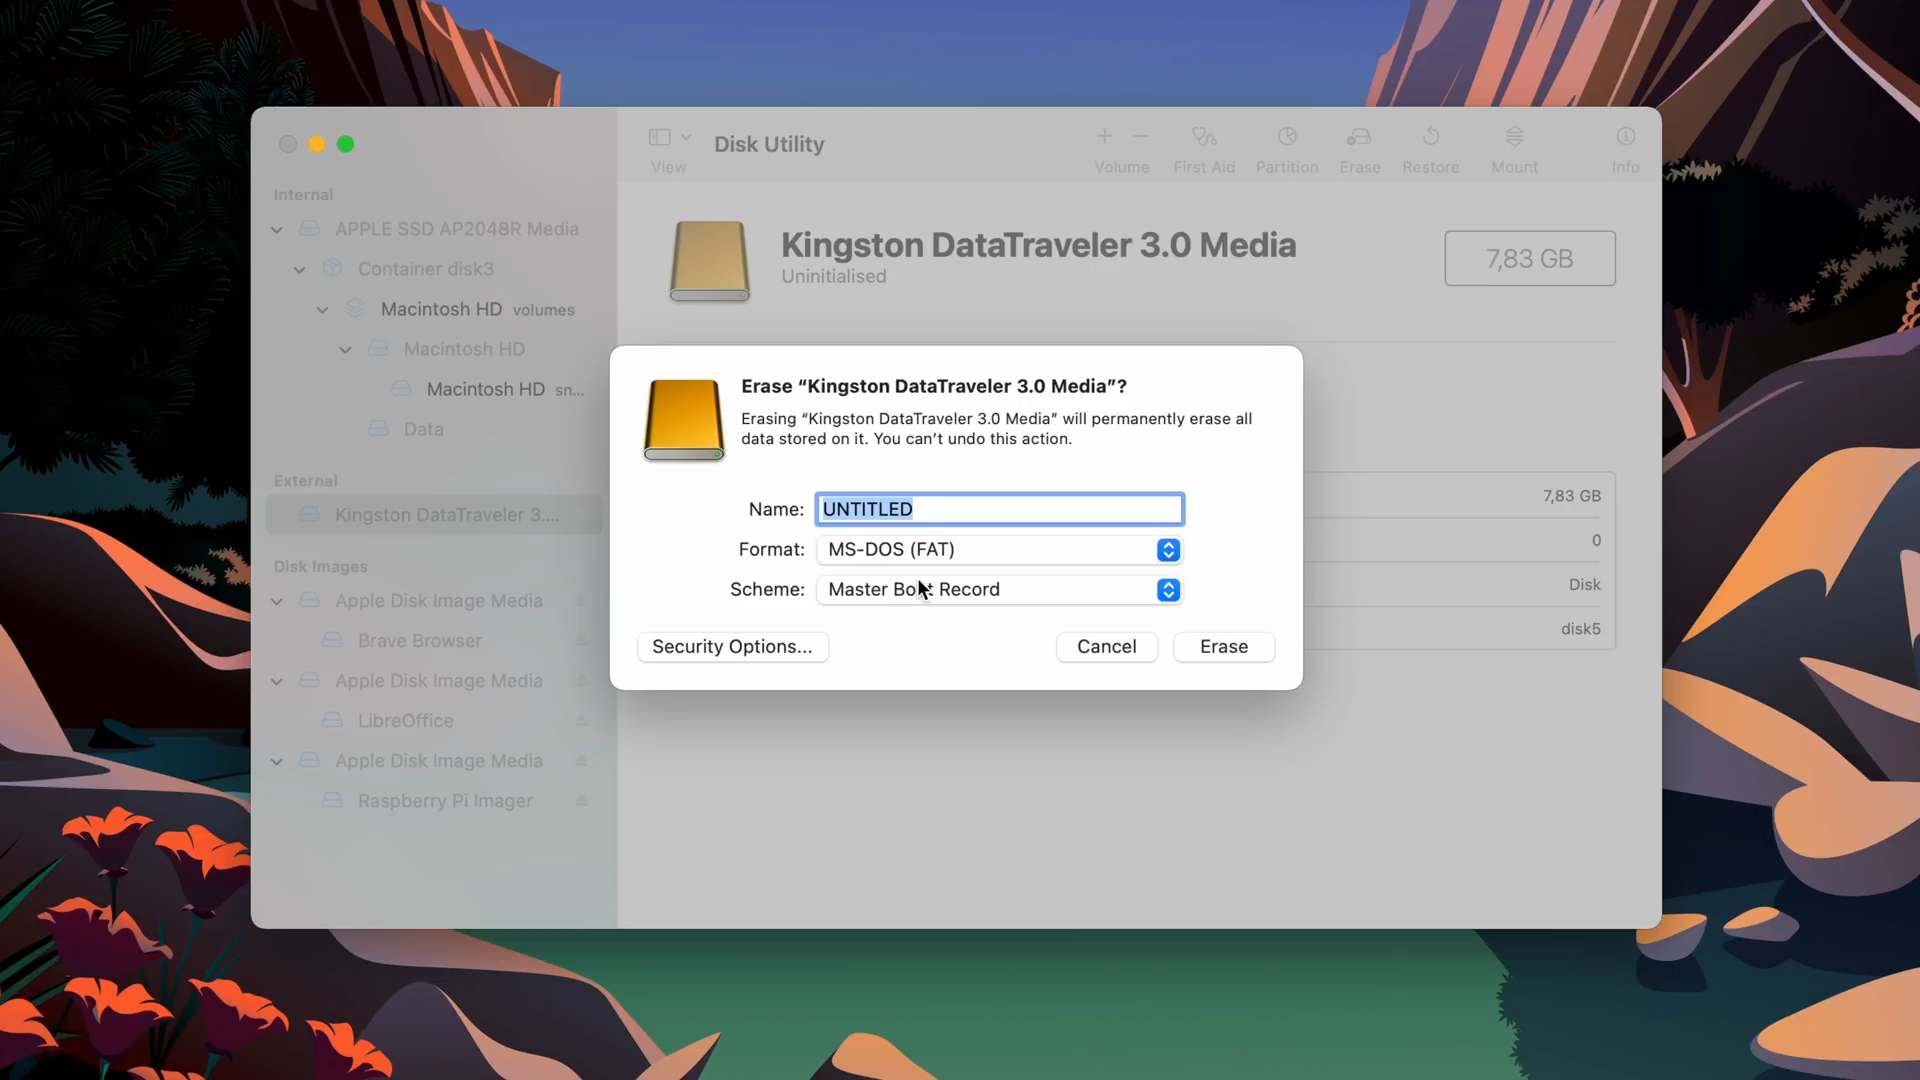 View
Disk Utility
Volume
First Aid
Partition
Erase
Restore
Mount
Info
Internal
APPLE SSD AP2048R Media
Container disk3
Macintosh HD volumes
Macintosh HD
Macintosh HD sn...
Data
External
Kingston DataTraveler 3....
Disk Images
Apple Disk Image Media
Brave Browser
Apple Disk Image Media
LibreOffice
Apple Disk Image Media
Raspberry Pi Imager
Kingston DataTraveler 3.0 Media
Uninitialised
7,83 GB
Erase “Kingston DataTraveler 3.0 Media”?
Erasing “Kingston DataTraveler 3.0 Media” will permanently erase all
data stored on it. You can’t undo this action.
Name: UNTITLED
Format: MS-DOS (FAT)
Scheme: Master Boot Record
Security Options...
Cancel
Erase
7,83 GB
0
Disk
disk5